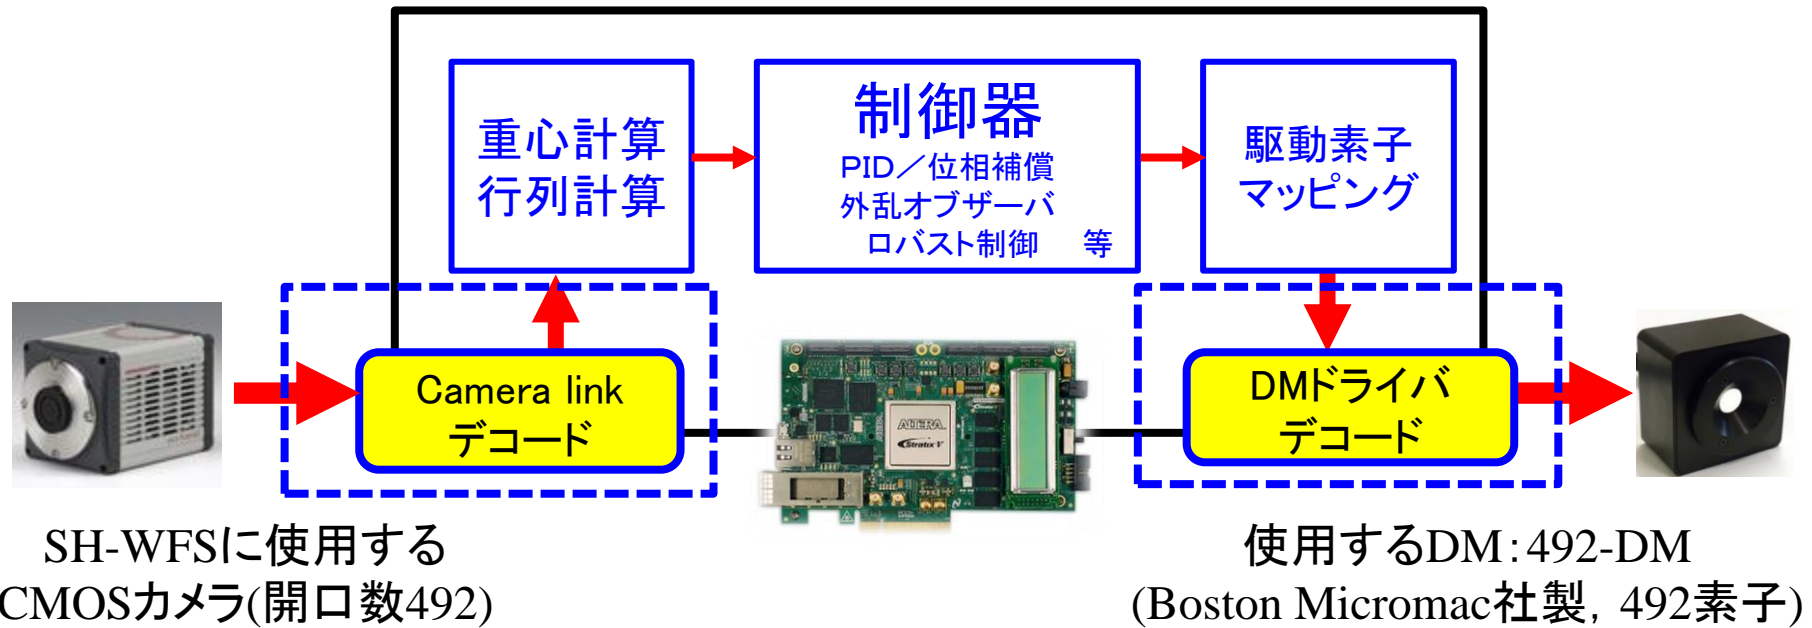 重心計算
行列計算
制御器
PID／位相補償
外乱オブザーバ
ロバスト制御　等
駆動素子
マッピング
Camera link
デコード
ALTERA
Stratix V
DMドライバ
デコード
SH-WFSに使用する
CMOSカメラ(開口数492)
使用するDM：492-DM
(Boston Micromac社製, 492素子)